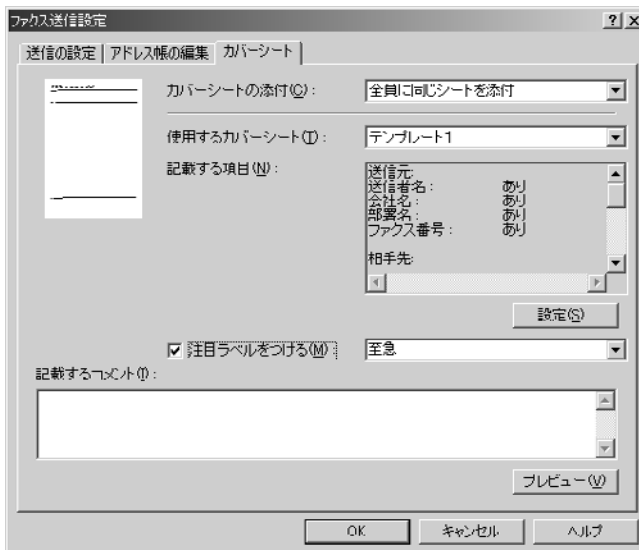 ファクス送信設定
送信の設定 アドレス帳の編集 カバーシート
カバーシートの添付(C): 全員に同じシートを添付
使用するカバーシート(T): テンプレート1
記載する項目(N): 送信元:
送信者名: あり
会社名: あり
部署名: あり
ファクス番号: あり
相手先:
設定(S)
注目ラベルをつける(M): 至急
記載するコメント(I):
プレビュー(V)
OK キャンセル ヘルプ